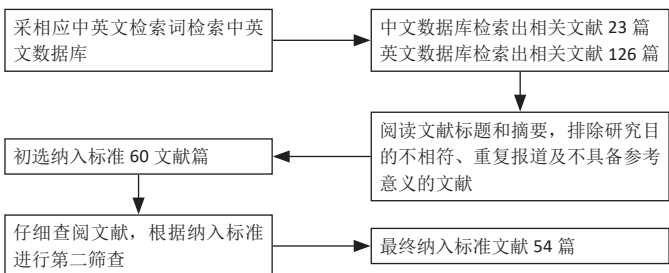 采相应中英文检索词检索中英
文数据库
中文数据库检索出相关文献 23 篇
英文数据库检索出相关文献 126 篇
阅读文献标题和摘要，排除研究目
的不相符、重复报道及不具备参考
意义的文献
初选纳入标准 60 文献篇
仔细查阅文献，根据纳入标准
进行第二筛查
最终纳入标准文献 54 篇